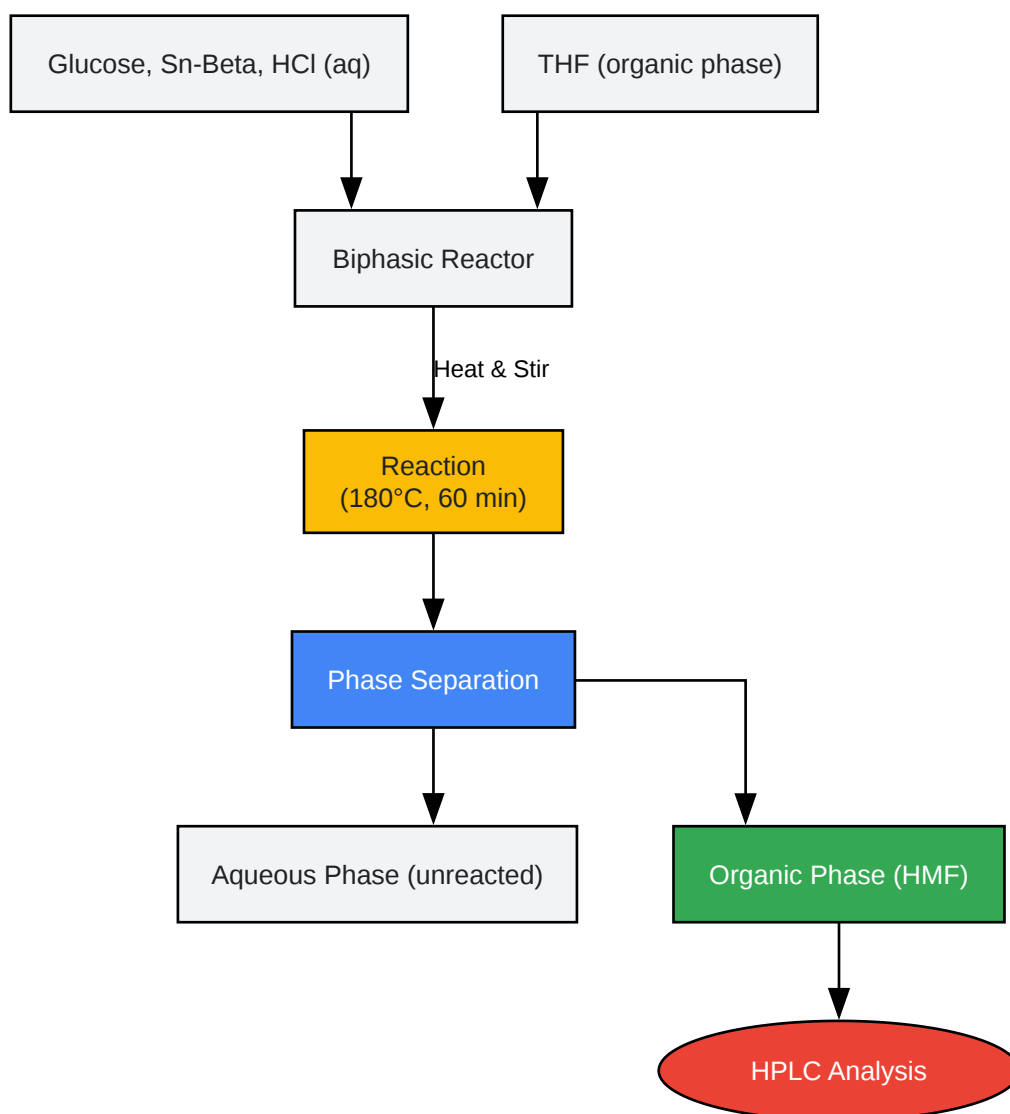 Glucose, Sn-Beta, HCl (aq)
THF (organic phase)
Biphasic Reactor
Heat & Stir
Reaction
(180°C, 60 min)
Phase Separation
Aqueous Phase (unreacted)
Organic Phase (HMF)
HPLC Analysis